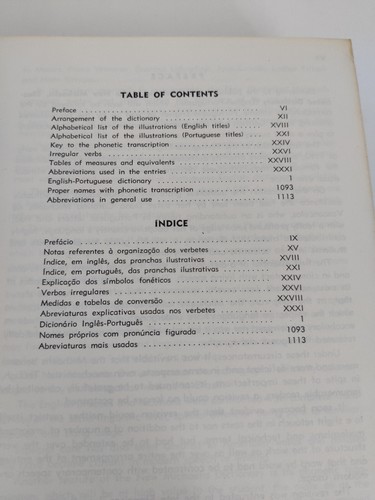 TABLE OF CONTENTS
Preface VI
Arrangement of the dictionary XII
Alphabetical list of the illustrations (English titles) XVIII
Alphabetical list of the illustrations (Portuguese titles) XXI
Key to the phonetic transcription XXIV
Irregular verbs XXVI
Tables of measures and equivalents XXVIII
Abbreviations used in the entries XXXI
English-Portuguese dictionary 1
Proper names with phonetic transcription 1093
Abbreviations in general use 1113
ÍNDICE
Prefácio IX
Notas referentes à organização dos verbetes XV
Índice, em inglês, das pranchas ilustrativas XVIII
Índice, em português, das pranchas ilustrativas XXI
Explicação dos símbolos fonéticos XXIV
Verbos irregulares XXVI
Medidas e tabelas de conversão XXVIII
Abreviaturas explicativas usadas nos verbetes XXXI
Dicionário Inglês-Português 1
Nomes próprios com pronúncia figurada 1093
Abreviaturas mais usadas 1113